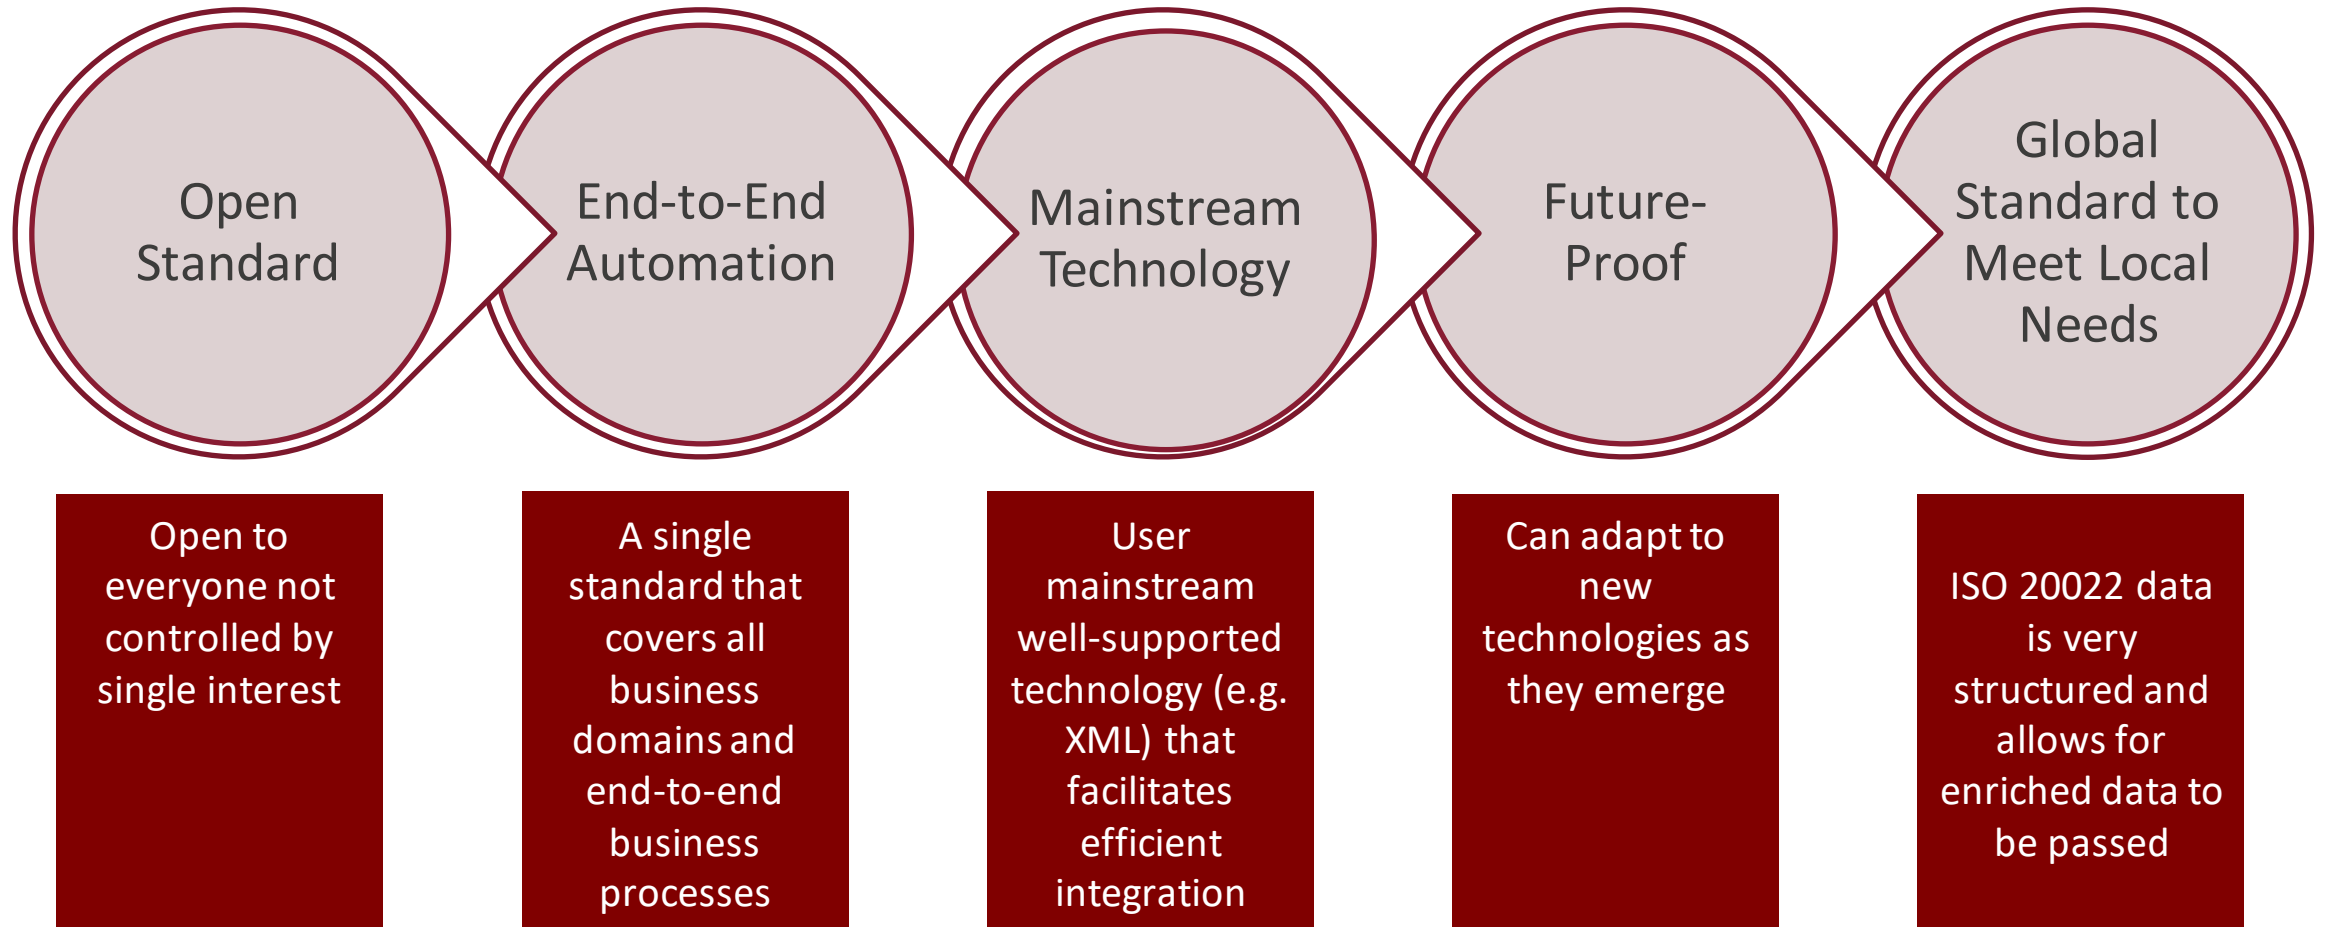 Open
Standard
End-to-End
Automation
Mainstream
Technology
Future-
Proof
Global
Standard to
Meet Local
Needs
Open to
everyone not
controlled by
single interest
A single
standard that
covers all
business
domains and
end-to-end
business
processes
User
mainstream
well-supported
technology (e.g.
XML) that
facilitates
efficient
integration
Can adapt to
new
technologies as
they emerge
ISO 20022 data
is very
structured and
allows for
enriched data to
be passed